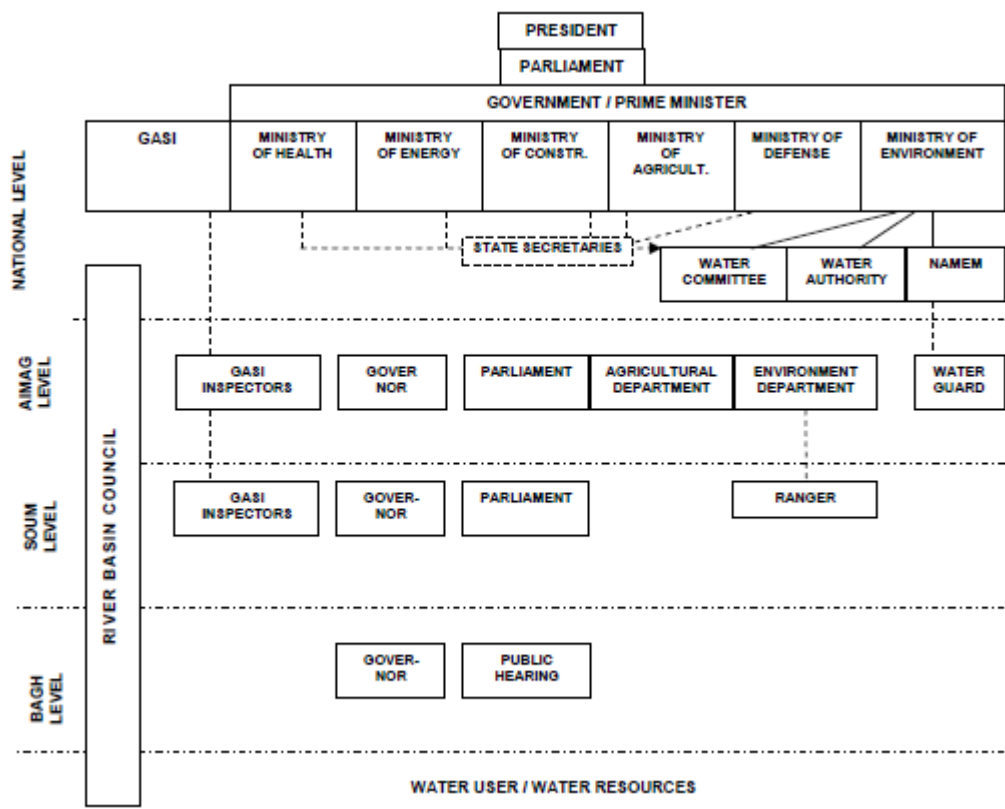 PRESIDENT
PARLIAMENT
GOVERNMENT / PRIME MINISTER
GASI
MINISTRY
OF HEALTH
MINISTRY
OF ENERGY
MINISTRY
OF CONSTR.
MINISTRY
OF
AGRICULT.
MINISTRY OF
DEFENSE
MINISTRY OF
ENVIRONMENT
NATIONAL LEVEL
STATE SECRETARIES
WATER
COMMITTEE
WATER
AUTHORITY
NAMEM
RIVER BASIN COUNCIL
AIMAG
LEVEL
GASI
INSPECTORS
GOVER
NOR
PARLIAMENT
AGRICULTURAL
DEPARTMENT
ENVIRONMENT
DEPARTMENT
WATER
GUARD
SOUM
LEVEL
GASI
INSPECTORS
GOVER-
NOR
PARLIAMENT
RANGER
BAGH
LEVEL
GOVER-
NOR
PUBLIC
HEARING
WATER USER / WATER RESOURCES